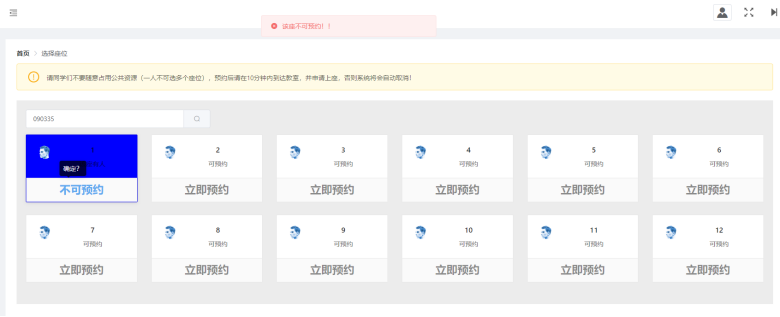 该座不可预约!!
首页 > 选择座位
请同学们不要随意占用公共资源（一人不可选多个座位），预约后请在10分钟内到达教室，并申请上座，否则系统将会自动取消！
090335
1 2 3 4 5 6
确定? 可预约 可预约 可预约 可预约 可预约
不可预约 立即预约 立即预约 立即预约 立即预约 立即预约
7 8 9 10 11 12
可预约 可预约 可预约 可预约 可预约 可预约
立即预约 立即预约 立即预约 立即预约 立即预约 立即预约